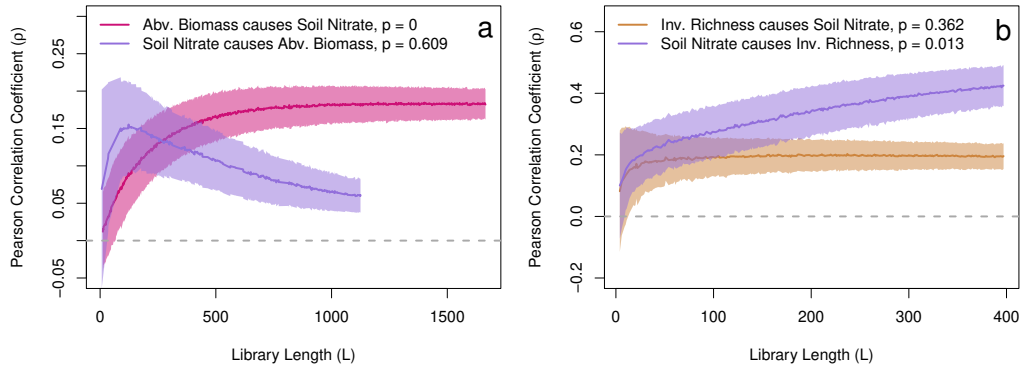 a
Abv. Biomass causes Soil Nitrate, p = 0
Soil Nitrate causes Abv. Biomass, p = 0.609
Pearson Correlation Coefficient (ρ)
0.25
0.15
0.05
−0.05
0
500
1000
1500
Library Length (L)
b
Inv. Richness causes Soil Nitrate, p = 0.362
Soil Nitrate causes Inv. Richness, p = 0.013
Pearson Correlation Coefficient (ρ)
0.6
0.4
0.2
0.0
−0.2
0
100
200
300
400
Library Length (L)